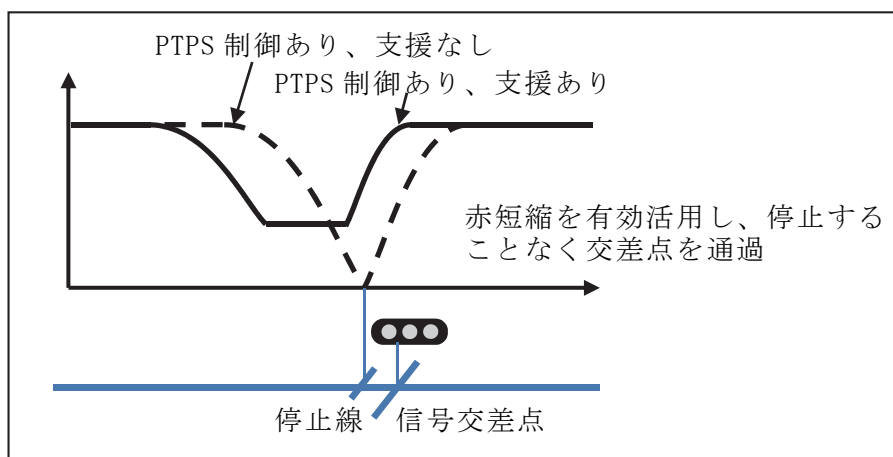 PTPS 制御あり、支援なし
PTPS 制御あり、支援あり
赤短縮を有効活用し、停止する
ことなく交差点を通過
停止線
信号交差点